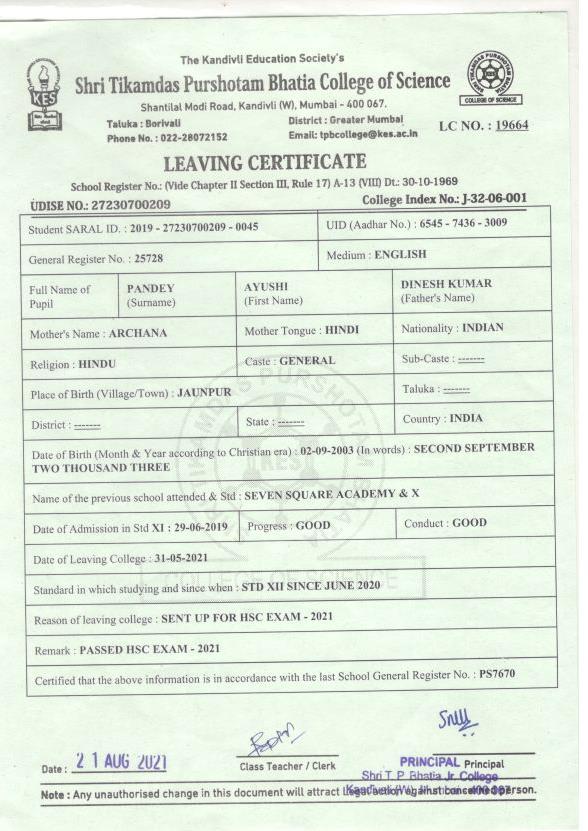 The Kandivli Education Society's
Shri Tikamdas Purshotam Bhatia College of Science
Shantilal Modi Road, Kandivli (W), Mumbai - 400 067.
Taluka : Borivali District : Greater Mumbai
Phone No. : 022-28072152 Email: tpbcollege@kes.ac.in
KES
COLLEGE OF SCIENCE
LC NO. : 19664
LEAVING CERTIFICATE
School Register No.: (Vide Chapter II Section III, Rule 17) A-13 (VIII) Dt.: 30-10-1969
UDISE NO.: 27230700209 College Index No.: J-32-06-001
Student SARAL ID. : 2019 - 27230700209 - 0045 UID (Aadhar No.) : 6545 - 7436 - 3009
General Register No. : 25728 Medium : ENGLISH
Full Name of Pupil PANDEY (Surname) AYUSHI (First Name) DINESH KUMAR (Father's Name)
Mother's Name : ARCHANA Mother Tongue : HINDI Nationality : INDIAN
Religion : HINDU Caste : GENERAL Sub-Caste : -------
Place of Birth (Village/Town) : JAUNPUR Taluka : -------
District : ------- State : ------- Country : INDIA
Date of Birth (Month & Year according to Christian era) : 02-09-2003 (In words) : SECOND SEPTEMBER
TWO THOUSAND THREE
Name of the previous school attended & Std : SEVEN SQUARE ACADEMY & X
Date of Admission in Std XI : 29-06-2019 Progress : GOOD Conduct : GOOD
Date of Leaving College : 31-05-2021
Standard in which studying and since when : STD XII SINCE JUNE 2020
Reason of leaving college : SENT UP FOR HSC EXAM - 2021
Remark : PASSED HSC EXAM - 2021
Certified that the above information is in accordance with the last School General Register No. : PS7670
Date : 21 AUG 2021
Class Teacher / Clerk
PRINCIPAL Principal
Shri T. P. Bhatia Jr. College
Kandivali (W), Mumbai - 400 067.
Note : Any unauthorised change in this document will attract legal action against concerned person.